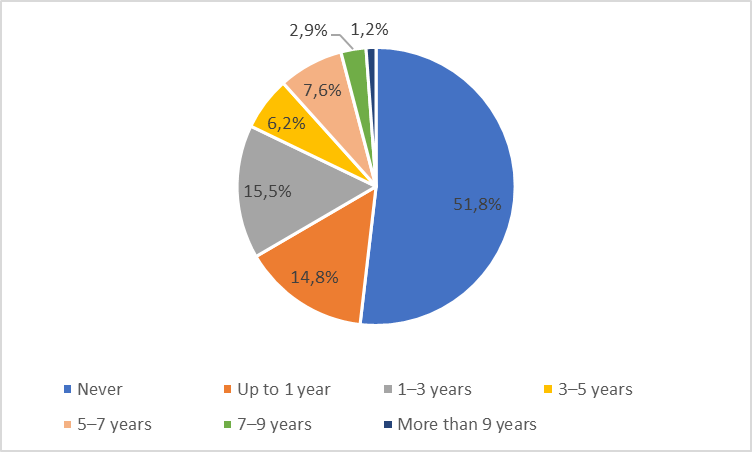 2,9%
1,2%
7,6%
6,2%
15,5%
51,8%
14,8%
Never
Up to 1 year
1–3 years
3–5 years
5–7 years
7–9 years
More than 9 years